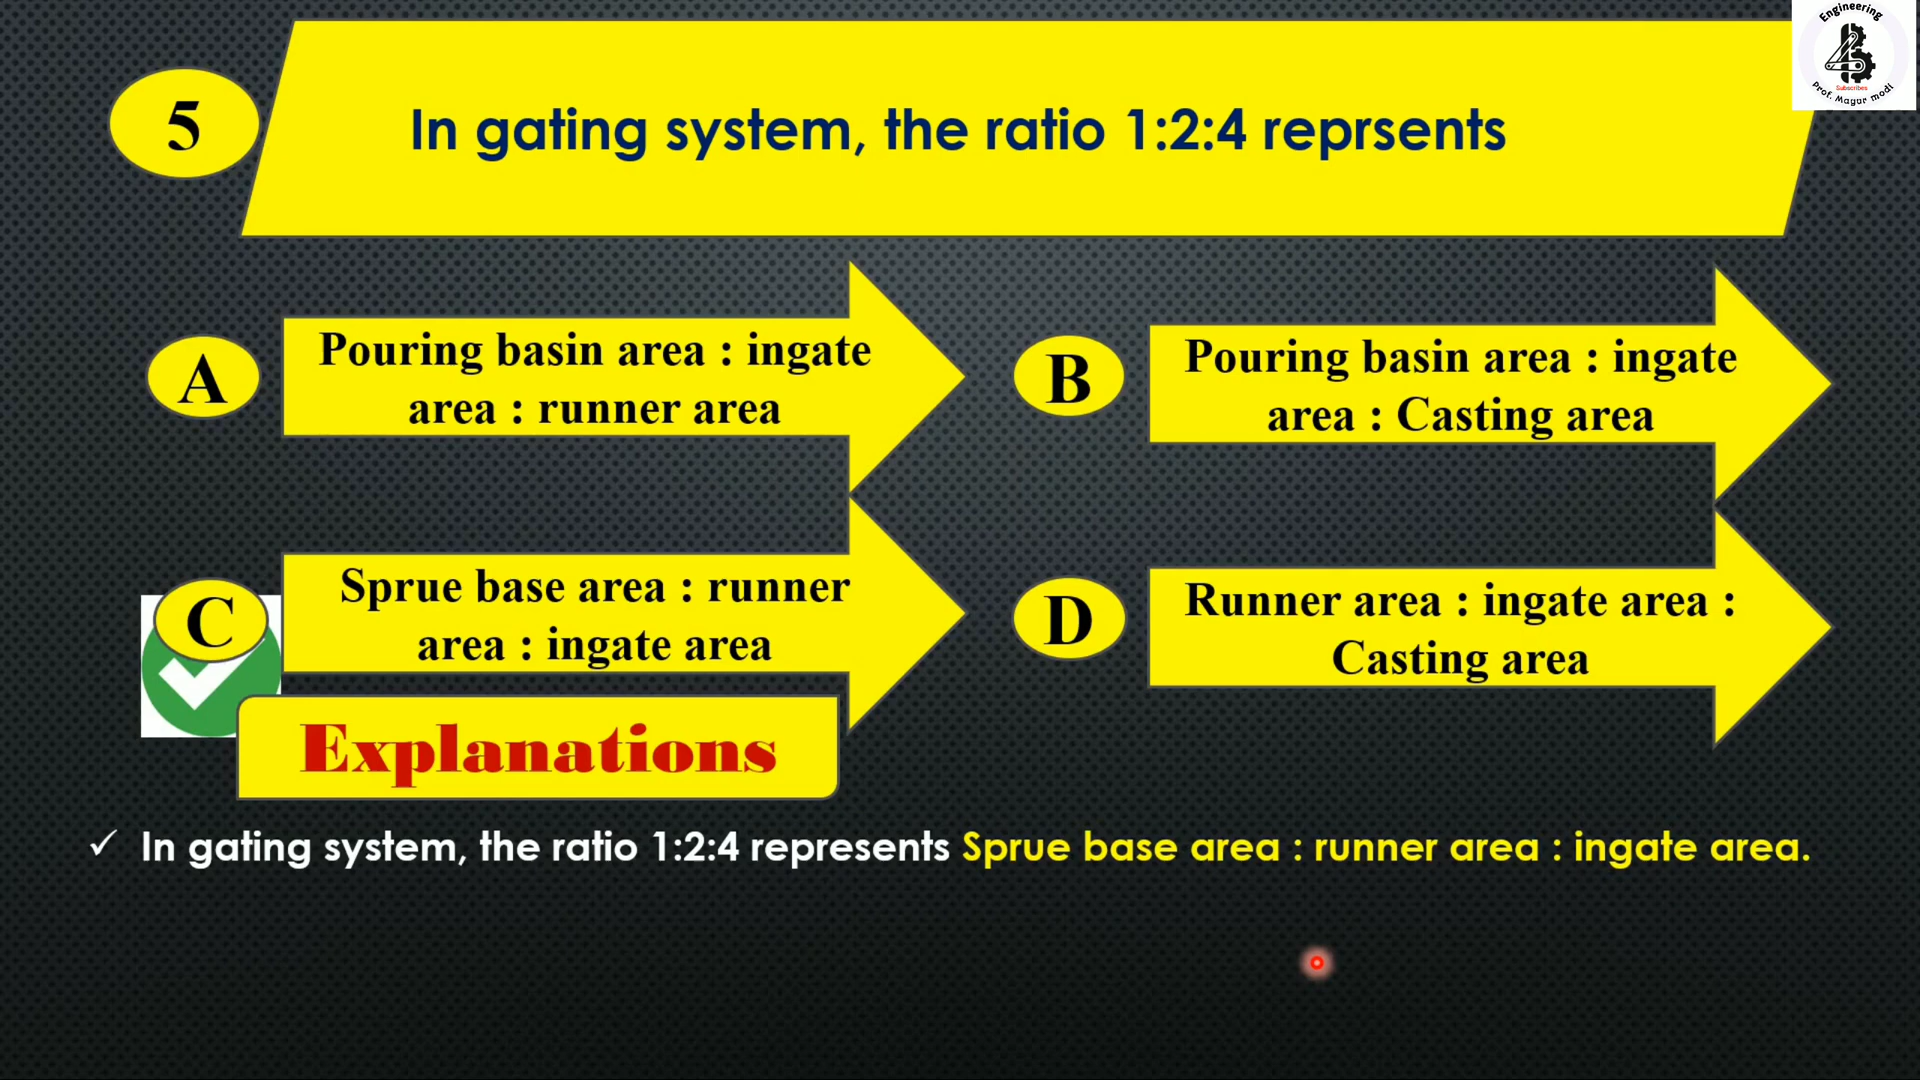 Engineering
Subscribes
Prof. Mayur modi
5
In gating system, the ratio 1:2:4 reprsents
A
Pouring basin area : ingate
area : runner area
B
Pouring basin area : ingate
area : Casting area
C
Sprue base area : runner
area : ingate area
D
Runner area : ingate area :
Casting area
Explanations
✓ In gating system, the ratio 1:2:4 represents Sprue base area : runner area : ingate area.